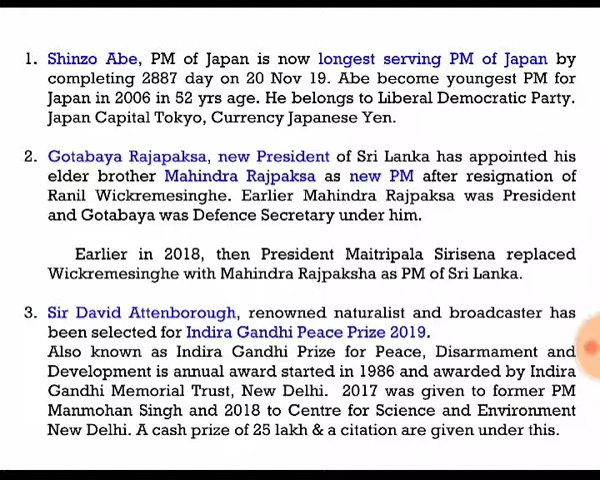 1. Shinzo Abe, PM of Japan is now longest serving PM of Japan by
completing 2887 day on 20 Nov 19. Abe become youngest PM for
Japan in 2006 in 52 yrs age. He belongs to Liberal Democratic Party.
Japan Capital Tokyo, Currency Japanese Yen.
2. Gotabaya Rajapaksa, new President of Sri Lanka has appointed his
elder brother Mahindra Rajpaksa as new PM after resignation of
Ranil Wickremesinghe. Earlier Mahindra Rajpaksa was President
and Gotabaya was Defence Secretary under him.
Earlier in 2018, then President Maitripala Sirisena replaced
Wickremesinghe with Mahindra Rajpaksha as PM of Sri Lanka.
3. Sir David Attenborough, renowned naturalist and broadcaster has
been selected for Indira Gandhi Peace Prize 2019.
Also known as Indira Gandhi Prize for Peace, Disarmament and
Development is annual award started in 1986 and awarded by Indira
Gandhi Memorial Trust, New Delhi. 2017 was given to former PM
Manmohan Singh and 2018 to Centre for Science and Environment
New Delhi. A cash prize of 25 lakh & a citation are given under this.